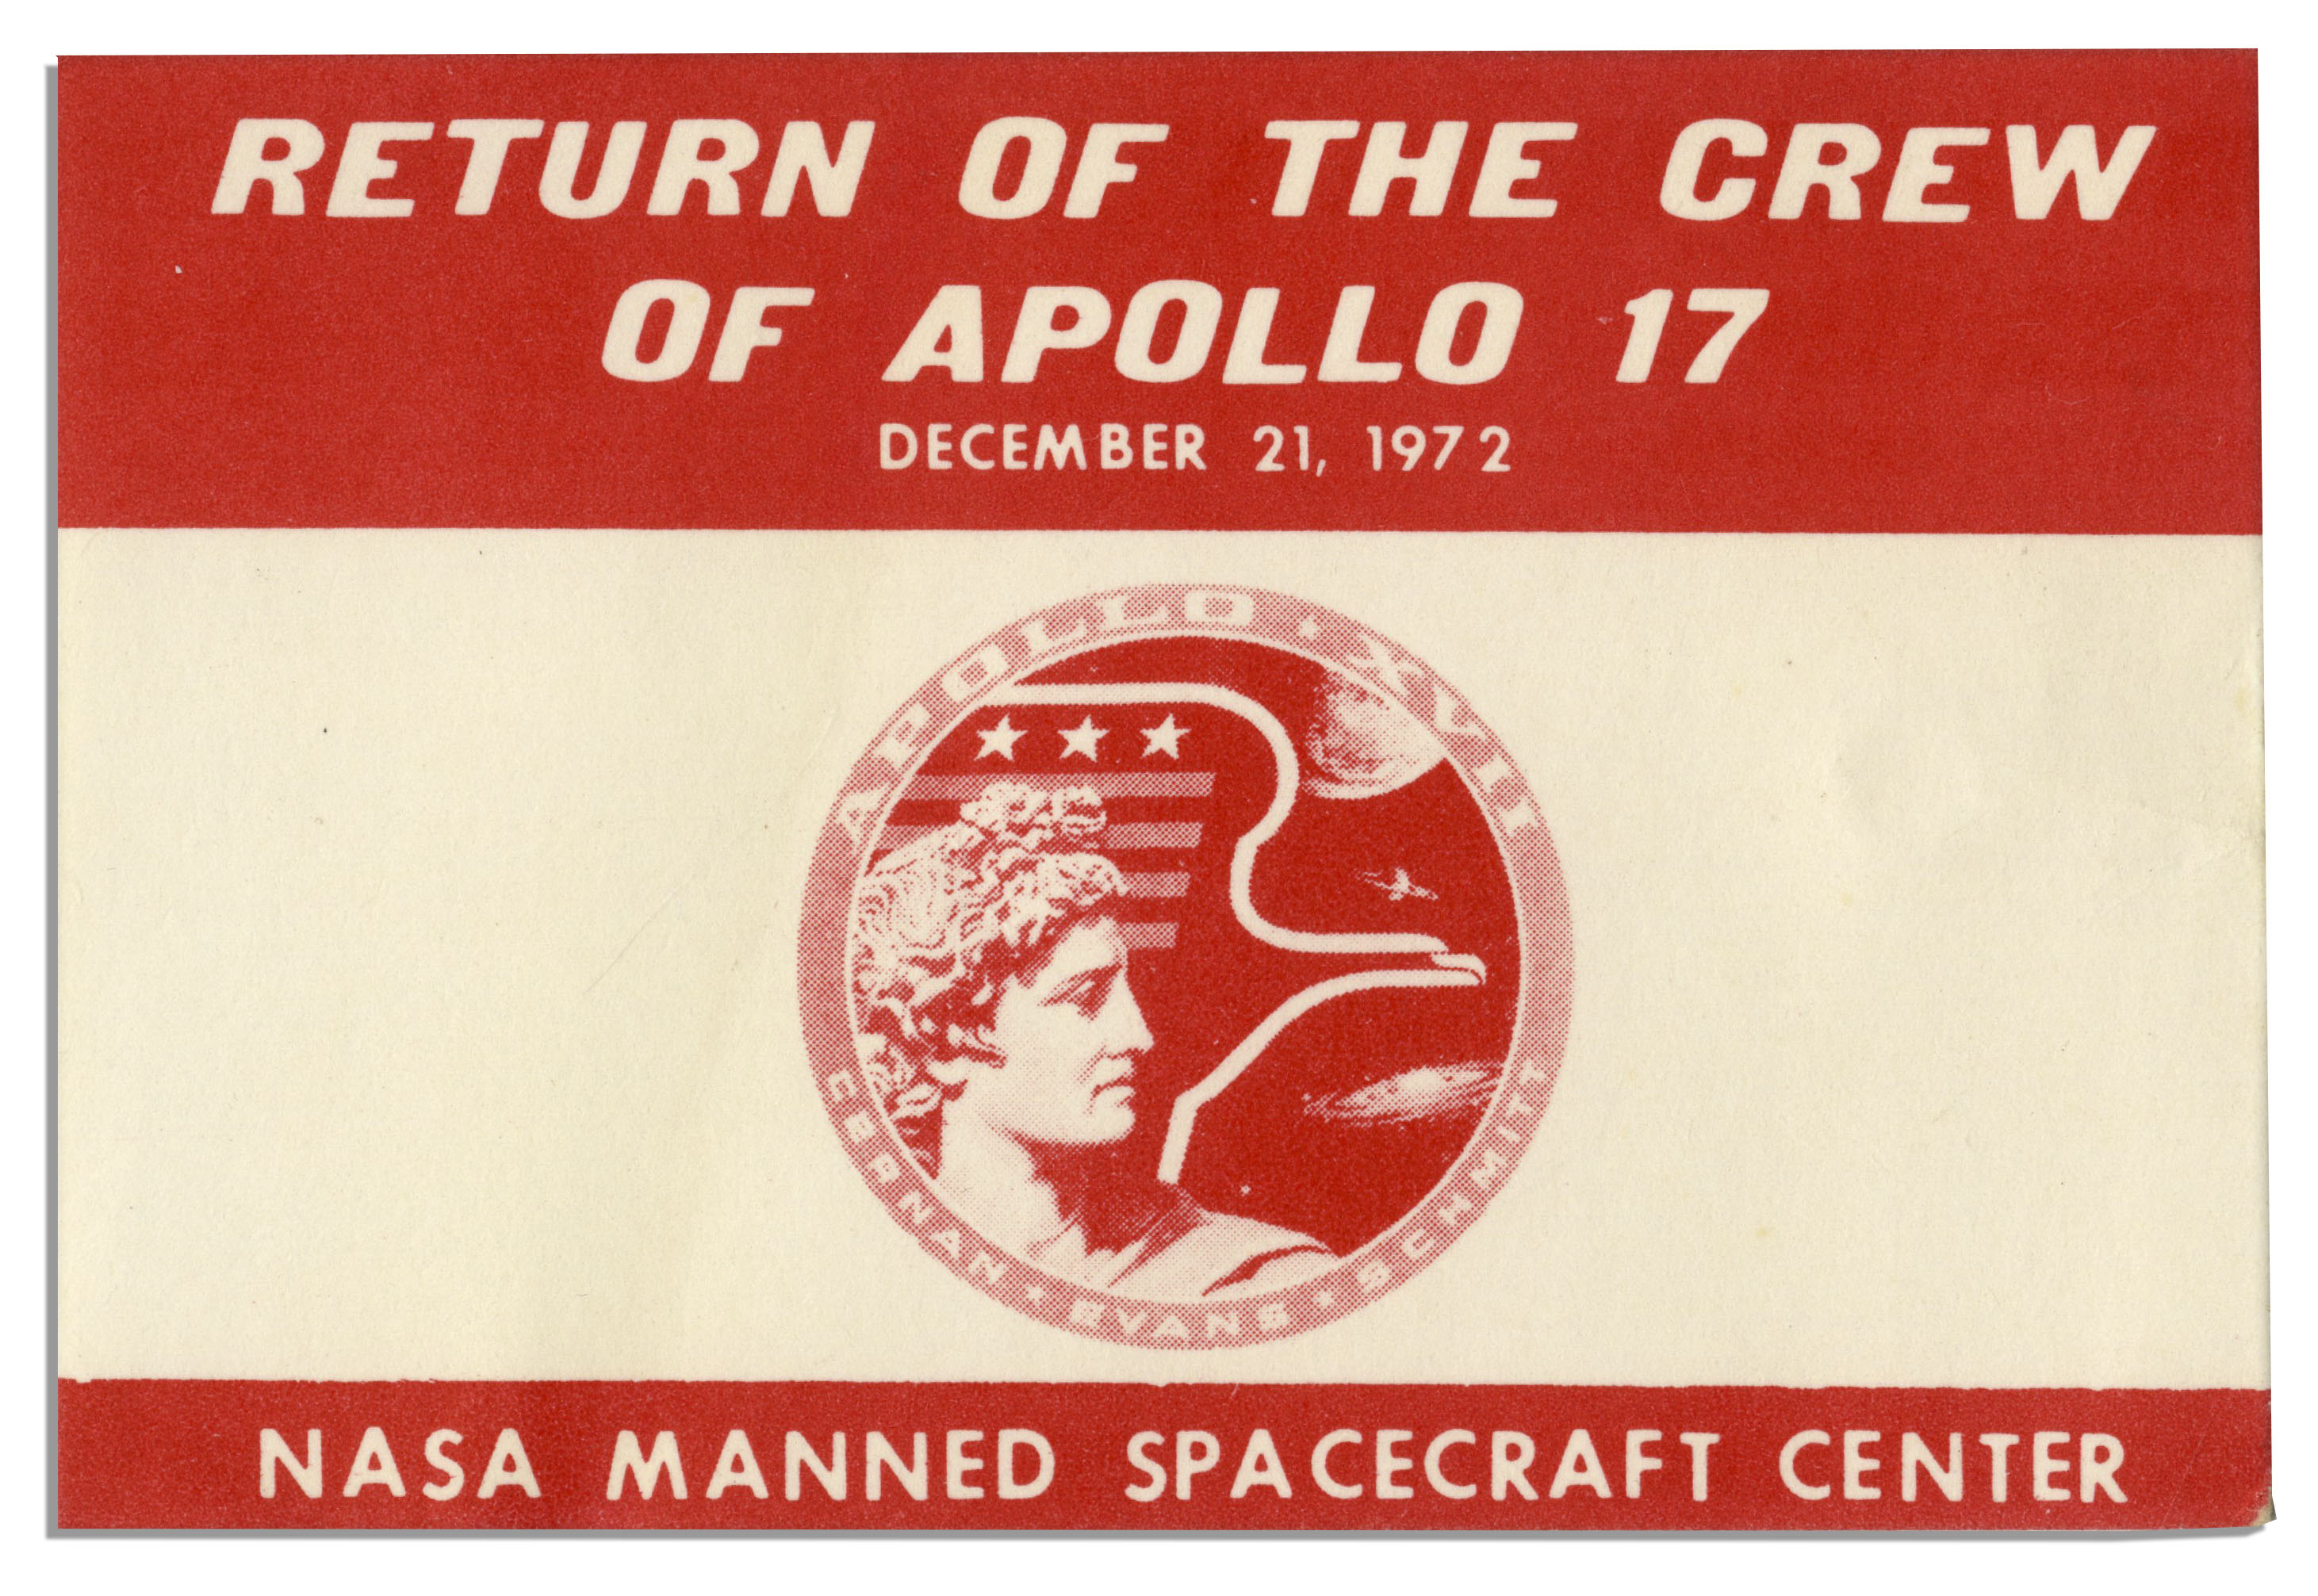 RETURN OF THE CREW
OF APOLLO 17
DECEMBER 21, 1972
APOLLO · XVII
CERNAN · EVANS · SCHMITT
NASA MANNED SPACECRAFT CENTER